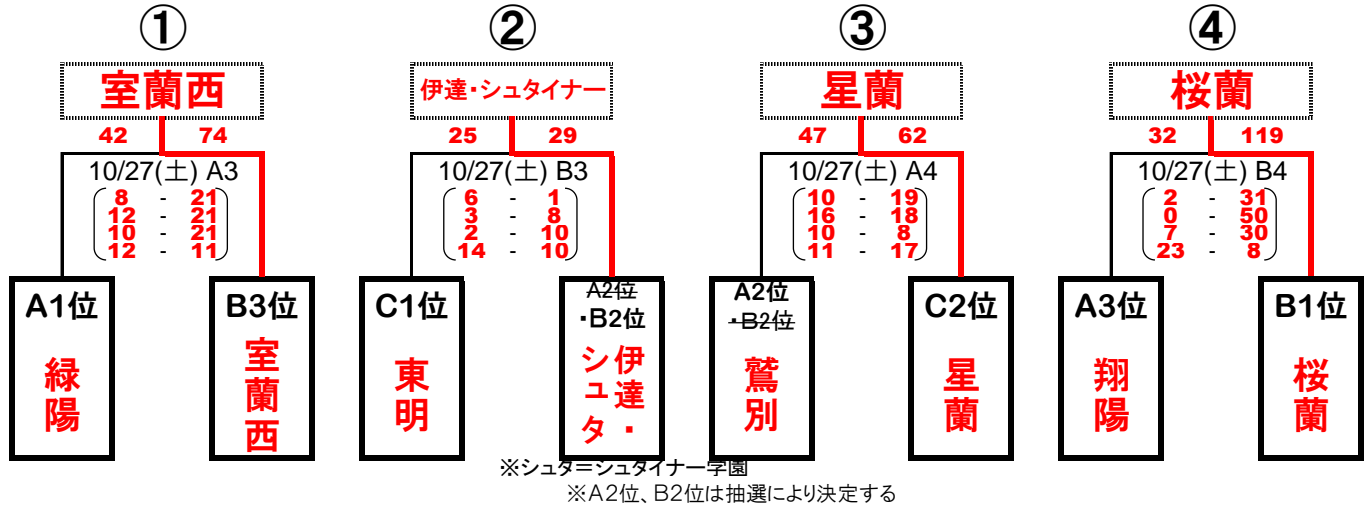 ① ② ③ ④
室蘭西 伊達・シュタイナー 星蘭 桜蘭
42 74 25 29 47 62 32 119
10/27(土) A3 10/27(土) B3 10/27(土) A4 10/27(土) B4
8 - 21 6 - 1 10 - 19 2 - 31
12 - 21 3 - 8 16 - 18 0 - 50
10 - 21 2 - 10 10 - 8 7 - 30
12 - 11 14 - 10 11 - 17 23 - 8
A1位
緑陽
B3位
室蘭西
C1位
東明
A2位
・B2位
伊達・
シュタ
A2位
・B2位
鷲別
C2位
星蘭
A3位
翔陽
B1位
桜蘭
※シュタ=シュタイナー学園
※A2位、B2位は抽選により決定する